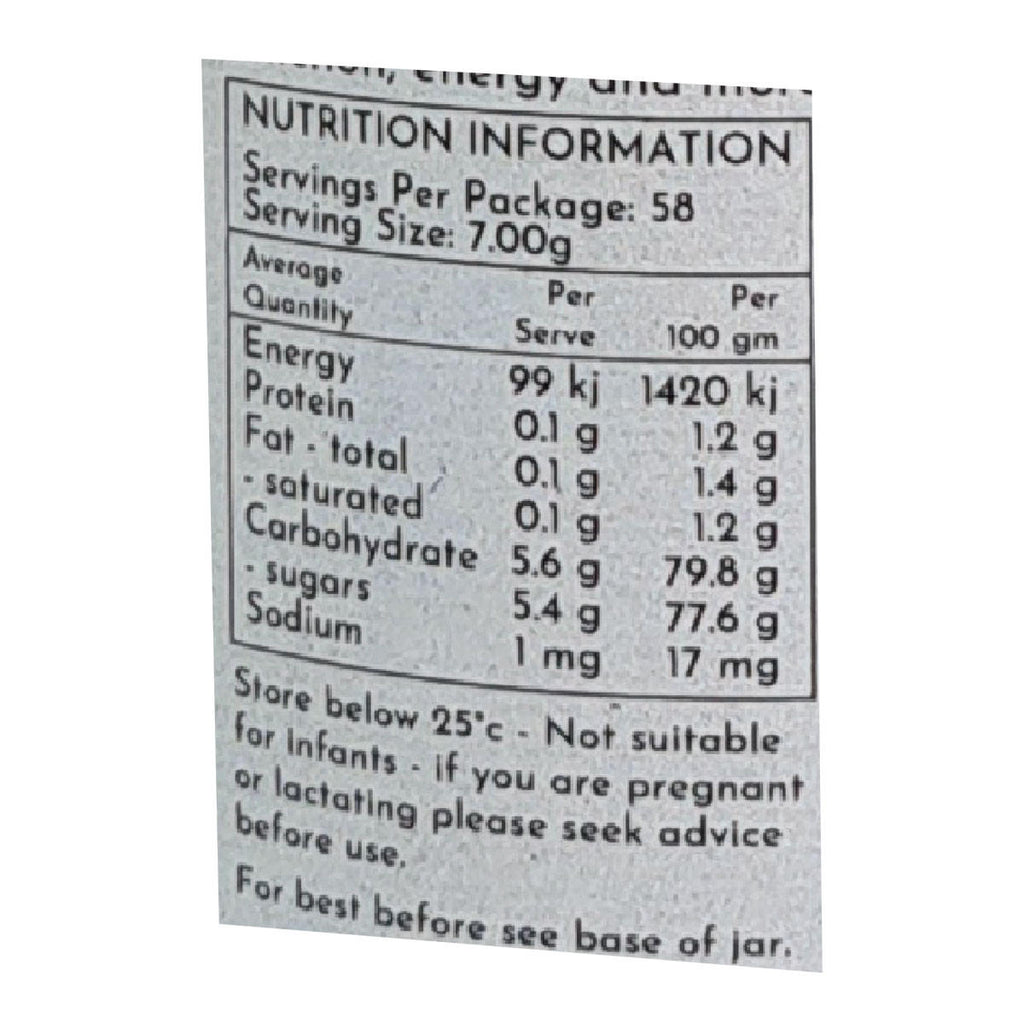 energy and
NUTRITION INFORMATION
Servings Per Package: 58
Serving Size: 7.00g
Average Quantity Per Serve Per 100 gm
Energy 99 kj 1420 kj
Protein 0.1 g 1.2 g
Fat - total 0.1 g 1.4 g
- saturated 0.1 g 1.2 g
Carbohydrate 5.6 g 79.8 g
- sugars 5.4 g 77.6 g
Sodium 1 mg 17 mg
Store below 25°c - Not suitable
for infants - if you are pregnant
or lactating please seek advice
before use.
For best before see base of jar.